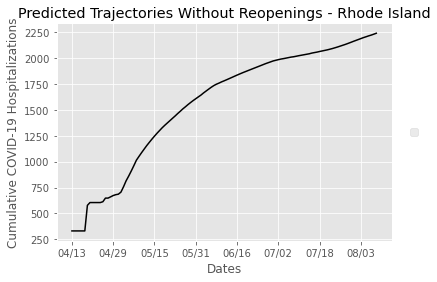 Predicted Trajectories Without Reopenings - Rhode Island
Cumulative COVID-19 Hospitalizations
2250
2000
1750
1500
1250
1000
750
500
250
04/13 04/29 05/15 05/31 06/16 07/02 07/18 08/03
Dates